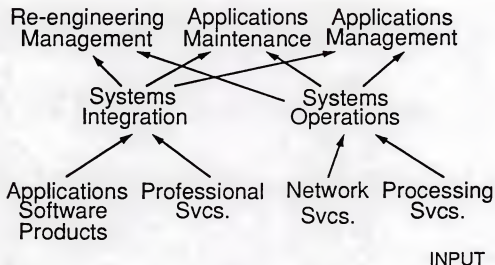 Re-engineering Management
Applications Maintenance
Applications Management
Systems Integration
Systems Operations
Applications Software Products
Professional Svcs.
Network Svcs.
Processing Svcs.
INPUT